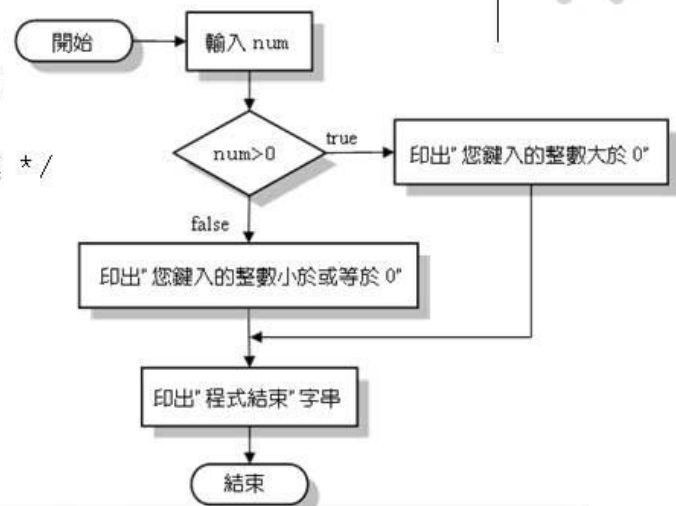 開始
輸入 num
*/
num>0
true
印出"您鍵入的整數大於 0"
false
印出"您鍵入的整數小於或等於 0"
印出"程式結束"字串
結束